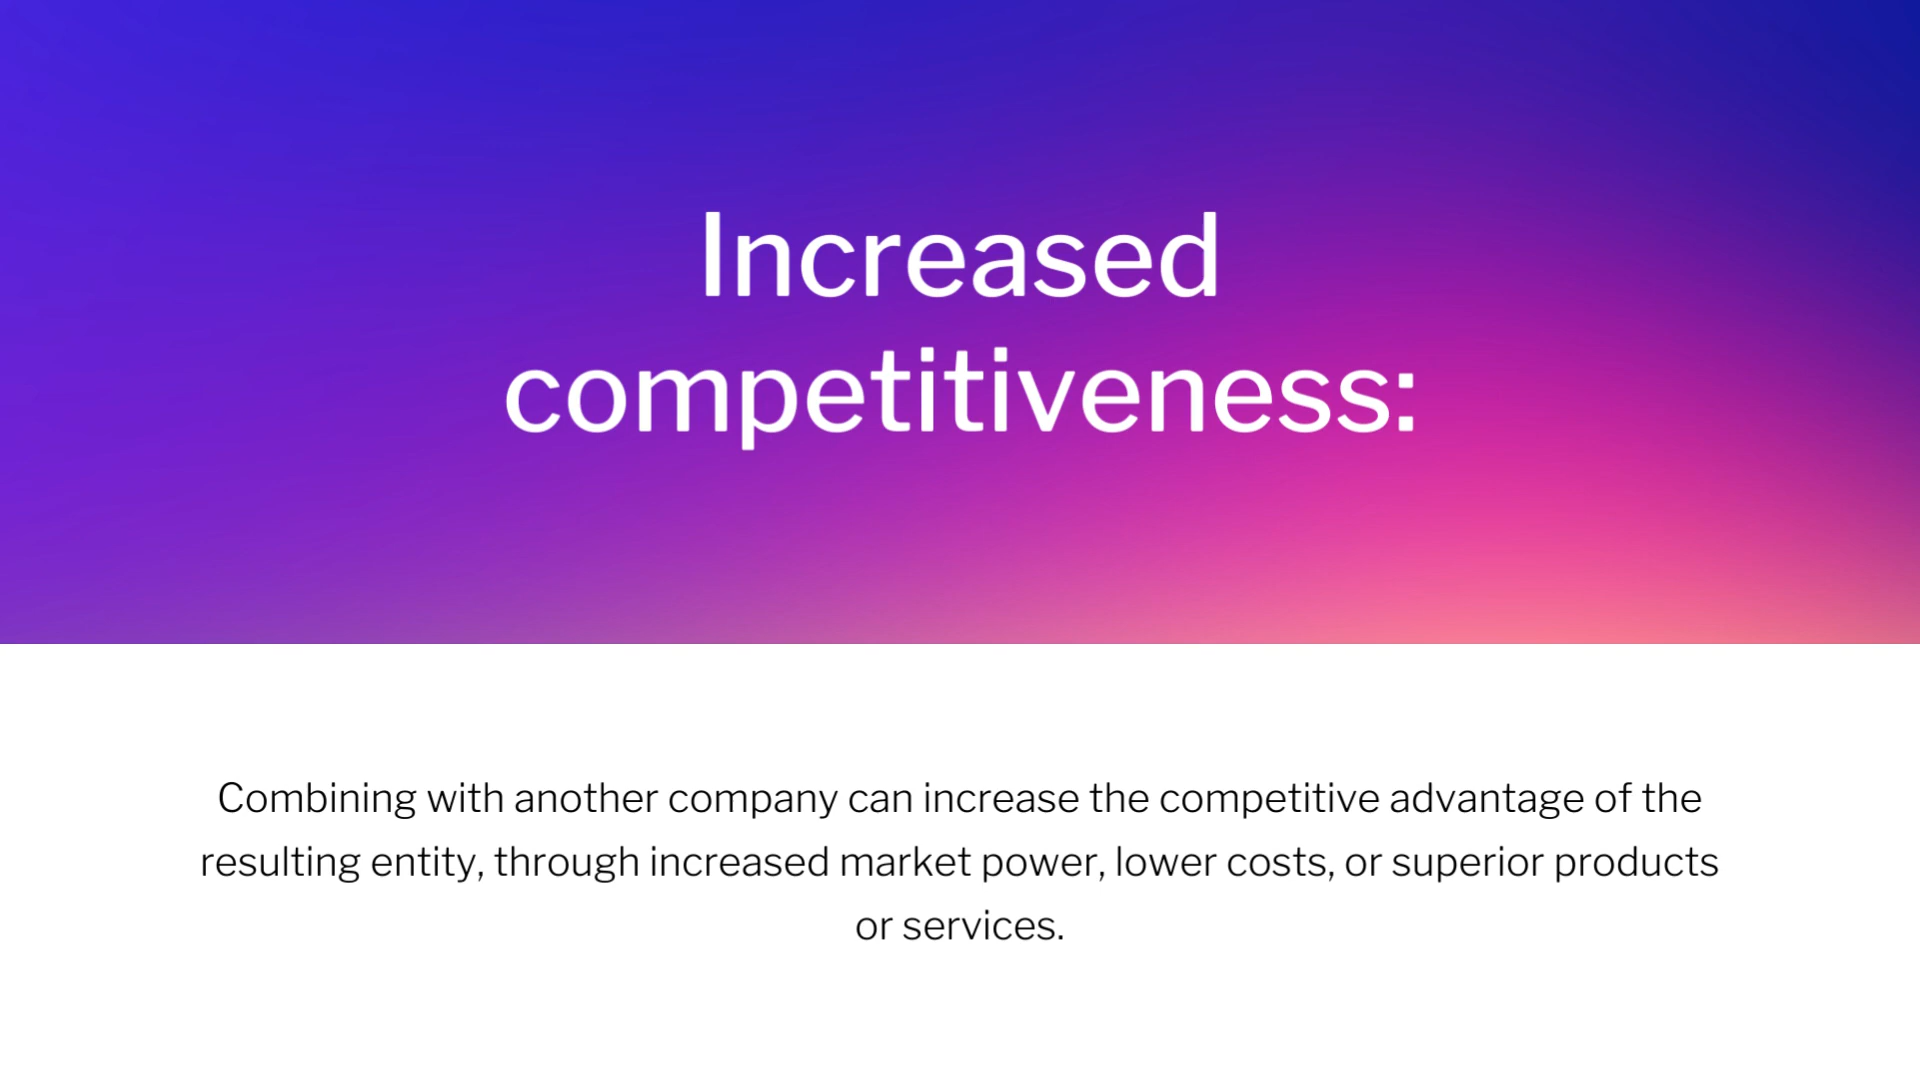 Increased
competitiveness:
Combining with another company can increase the competitive advantage of the
resulting entity, through increased market power, lower costs, or superior products
or services.